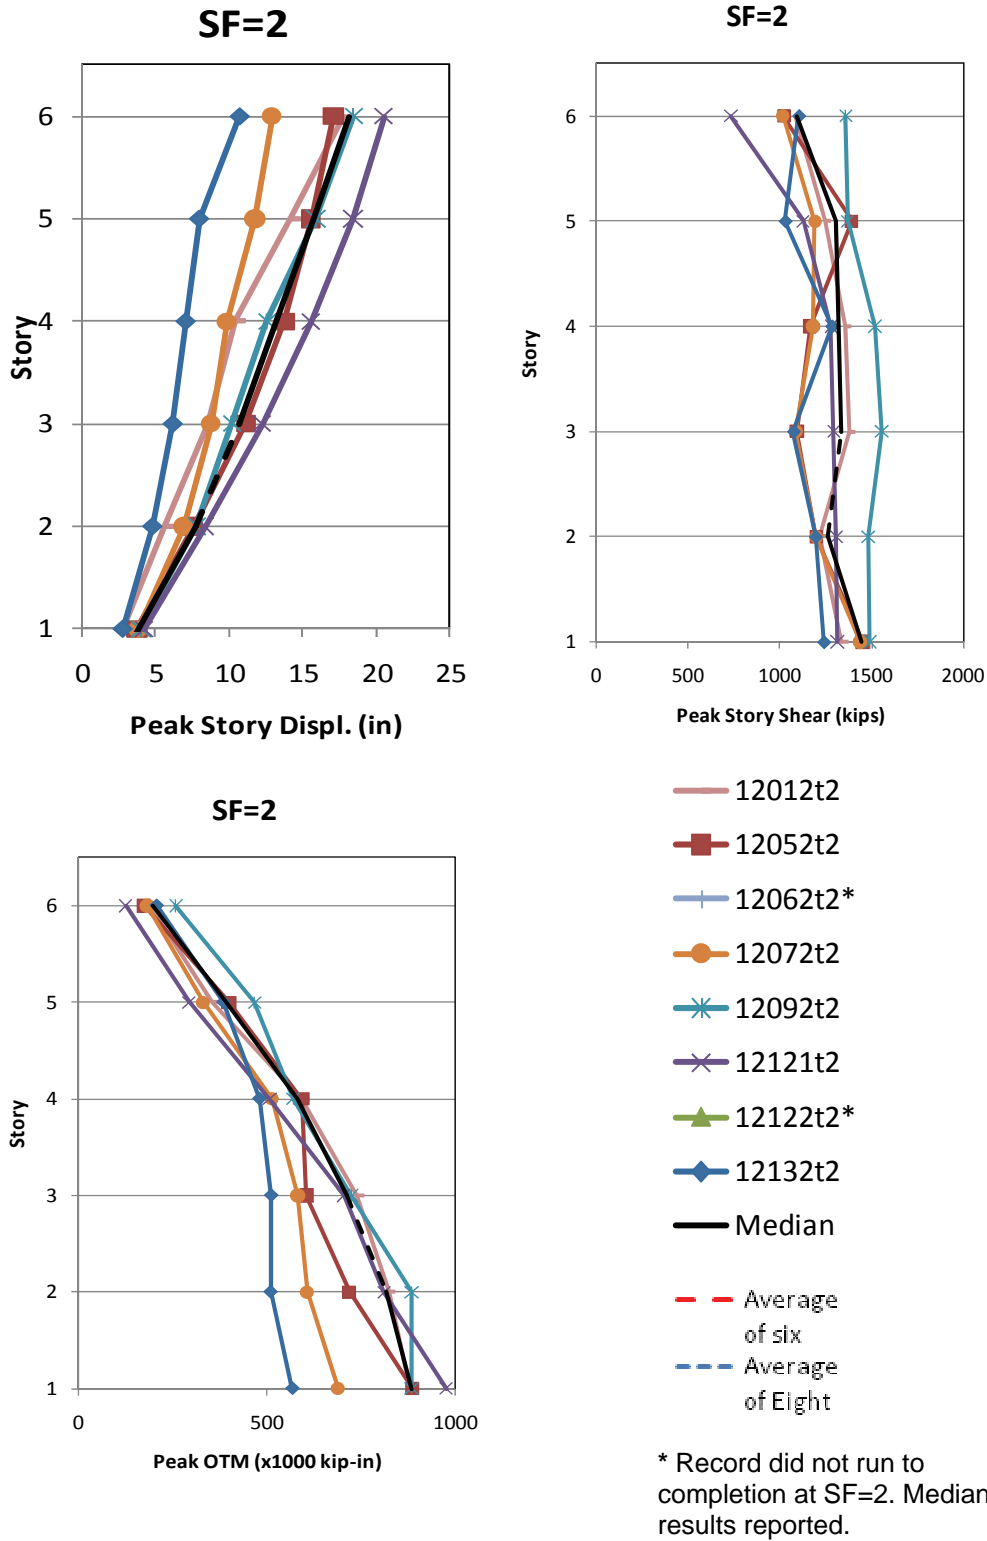 SF=2
6
5
4
3
2
1
Story
0 5 10 15 20 25
Peak Story Displ. (in)
SF=2
6
5
4
3
2
1
Story
0 500 1000 1500 2000
Peak Story Shear (kips)
SF=2
6
5
4
3
2
1
Story
0 500 1000
Peak OTM (x1000 kip-in)
12012t2
12052t2
12062t2*
12072t2
12092t2
12121t2
12122t2*
12132t2
Median
Average
of six
Average
of Eight
* Record did not run to
completion at SF=2. Median
results reported.